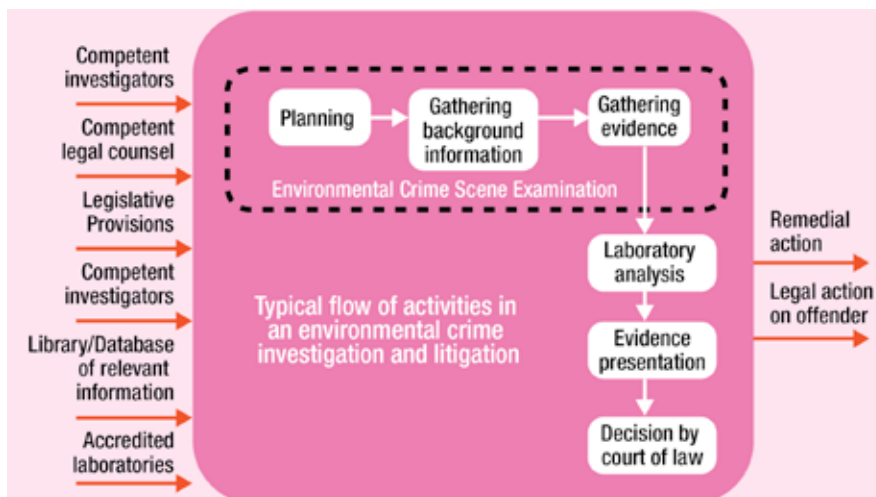 Competent
investigators
Competent
legal counsel
Legislative
Provisions
Competent
investigators
Library/Database
of relevant
information
Accredited
laboratories
Planning
Gathering
background
information
Gathering
evidence
Environmental Crime Scene Examination
Laboratory
analysis
Evidence
presentation
Decision by
court of law
Typical flow of activities in
an environmental crime
investigation and litigation
Remedial
action
Legal action
on offender